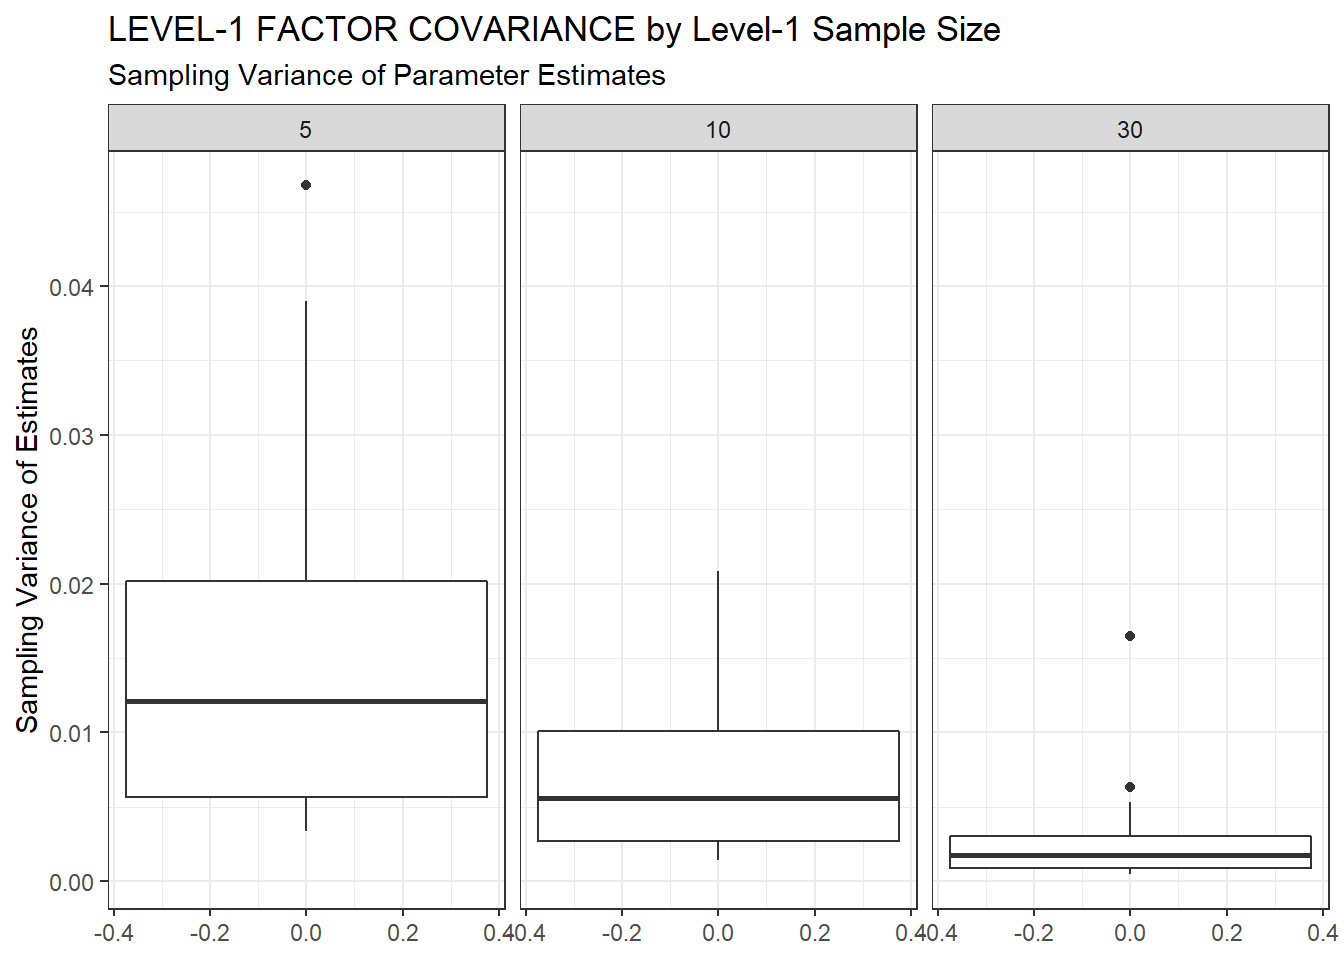 LEVEL-1 FACTOR COVARIANCE by Level-1 Sample Size
Sampling Variance of Parameter Estimates
5 10 30
Sampling Variance of Estimates
0.04
0.03
0.02
0.01
0.00
-0.4 -0.2 0.0 0.2 0.4 -0.4 -0.2 0.0 0.2 0.4 -0.4 -0.2 0.0 0.2 0.4